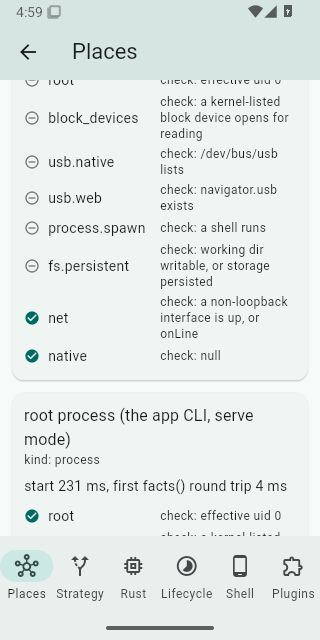 4:59
Places
root check: effective uid 0
check: a kernel-listed
block_devices block device opens for
reading
usb.native check: /dev/bus/usb
lists
usb.web check: navigator.usb
exists
process.spawn check: a shell runs
check: working dir
fs.persistent writable, or storage
persisted
check: a non-loopback
net interface is up, or
onLine
native check: null
root process (the app CLI, serve
mode)
kind: process
start 231 ms, first facts() round trip 4 ms
root check: effective uid 0
check: a kernel-listed
Places Strategy Rust Lifecycle Shell Plugins